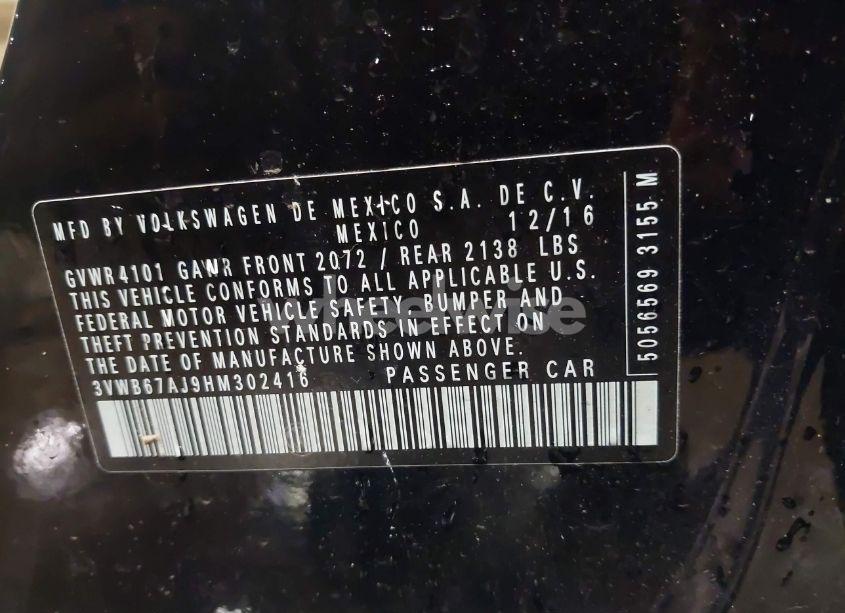 MFD BY VOLKSWAGEN DE MEXICO S.A. DE C.V.
MEXICO 12/16
GVWR4101 GAWR FRONT 2072 / REAR 2138 LBS
THIS VEHICLE CONFORMS TO ALL APPLICABLE U.S.
FEDERAL MOTOR VEHICLE SAFETY, BUMPER AND
THEFT PREVENTION STANDARDS IN EFFECT ON
THE DATE OF MANUFACTURE SHOWN ABOVE.
3VWB67AJ9HM302416 PASSENGER CAR
5056569 3155 M
wheelwise